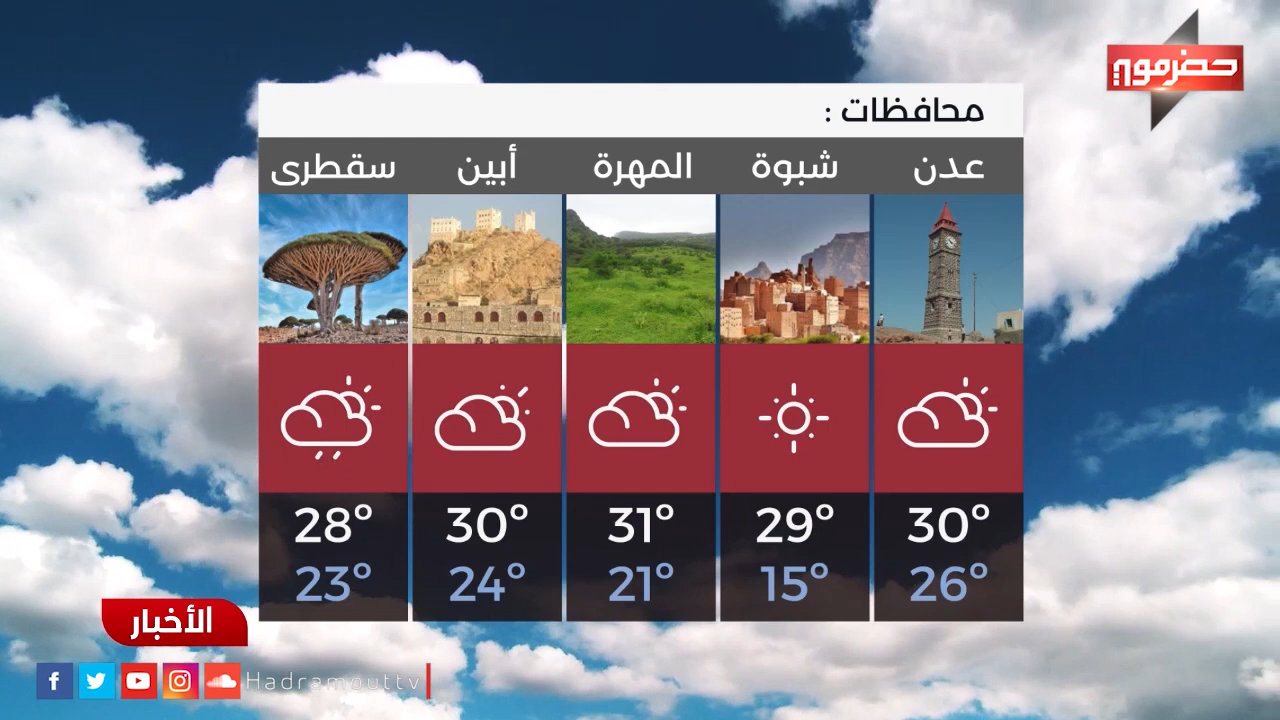 حضرموت
محافظات :
عدن شبوة المهرة أبين سقطرى
30° 29° 31° 30° 28°
26° 15° 21° 24° 23°
الأخبار
Hadramouttv